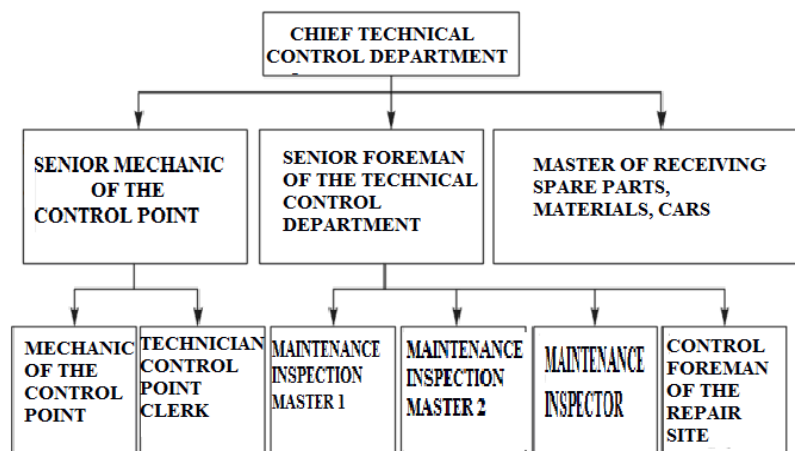 CHIEF TECHNICAL
CONTROL DEPARTMENT
SENIOR MECHANIC
OF THE
CONTROL POINT
SENIOR FOREMAN
OF THE TECHNICAL
CONTROL
DEPARTMENT
MASTER OF RECEIVING
SPARE PARTS,
MATERIALS, CARS
MECHANIC
OF THE
CONTROL
POINT
TECHNICIAN
CONTROL
POINT
CLERK
MAINTENANCE
INSPECTION
MASTER 1
MAINTENANCE
INSPECTION
MASTER 2
MAINTENANCE
INSPECTOR
CONTROL
FOREMAN
OF THE
REPAIR
SITE